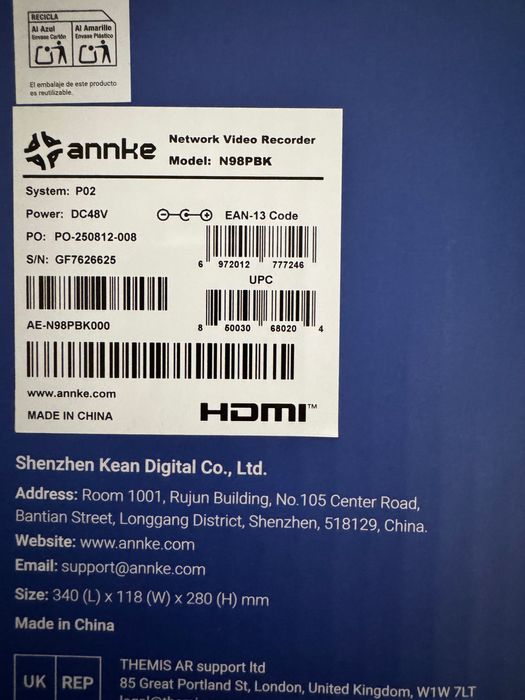 RECICLA
Al Azul
Envase Cartón
Al Amarillo
Envase Plástico
El embalaje de este producto
es reutilizable.
annke
Network Video Recorder
Model: N98PBK
System: P02
Power: DC48V
EAN-13 Code
PO: PO-250812-008
S/N: GF7626625
6 972012 777246
UPC
AE-N98PBK000
8 50030 68020 4
www.annke.com
MADE IN CHINA
HDMI™
Shenzhen Kean Digital Co., Ltd.
Address: Room 1001, Rujun Building, No.105 Center Road,
Bantian Street, Longgang District, Shenzhen, 518129, China.
Website: www.annke.com
Email: support@annke.com
Size: 340 (L) x 118 (W) x 280 (H) mm
Made in China
UK REP
THEMIS AR support ltd
85 Great Portland St, London, United Kingdom, W1W 7LT